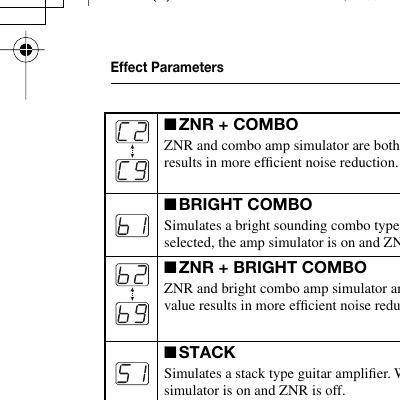 Effect Parameters
C2
■ZNR + COMBO
ZNR and combo amp simulator are both
C9
results in more efficient noise reduction.
■BRIGHT COMBO
b1
Simulates a bright sounding combo type
selected, the amp simulator is on and ZN
b2
■ZNR + BRIGHT COMBO
ZNR and bright combo amp simulator ar
b9
value results in more efficient noise redu
■STACK
S1
Simulates a stack type guitar amplifier. W
simulator is on and ZNR is off.